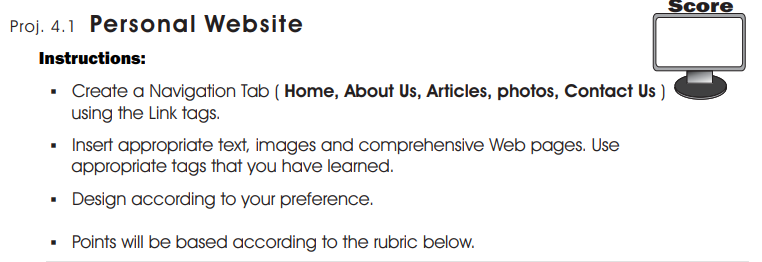 Score
Proj. 4.1 Personal Website
Instructions:
▪ Create a Navigation Tab ( Home, About Us, Articles, photos, Contact Us )
using the Link tags.
▪ Insert appropriate text, images and comprehensive Web pages. Use
appropriate tags that you have learned.
▪ Design according to your preference.
▪ Points will be based according to the rubric below.